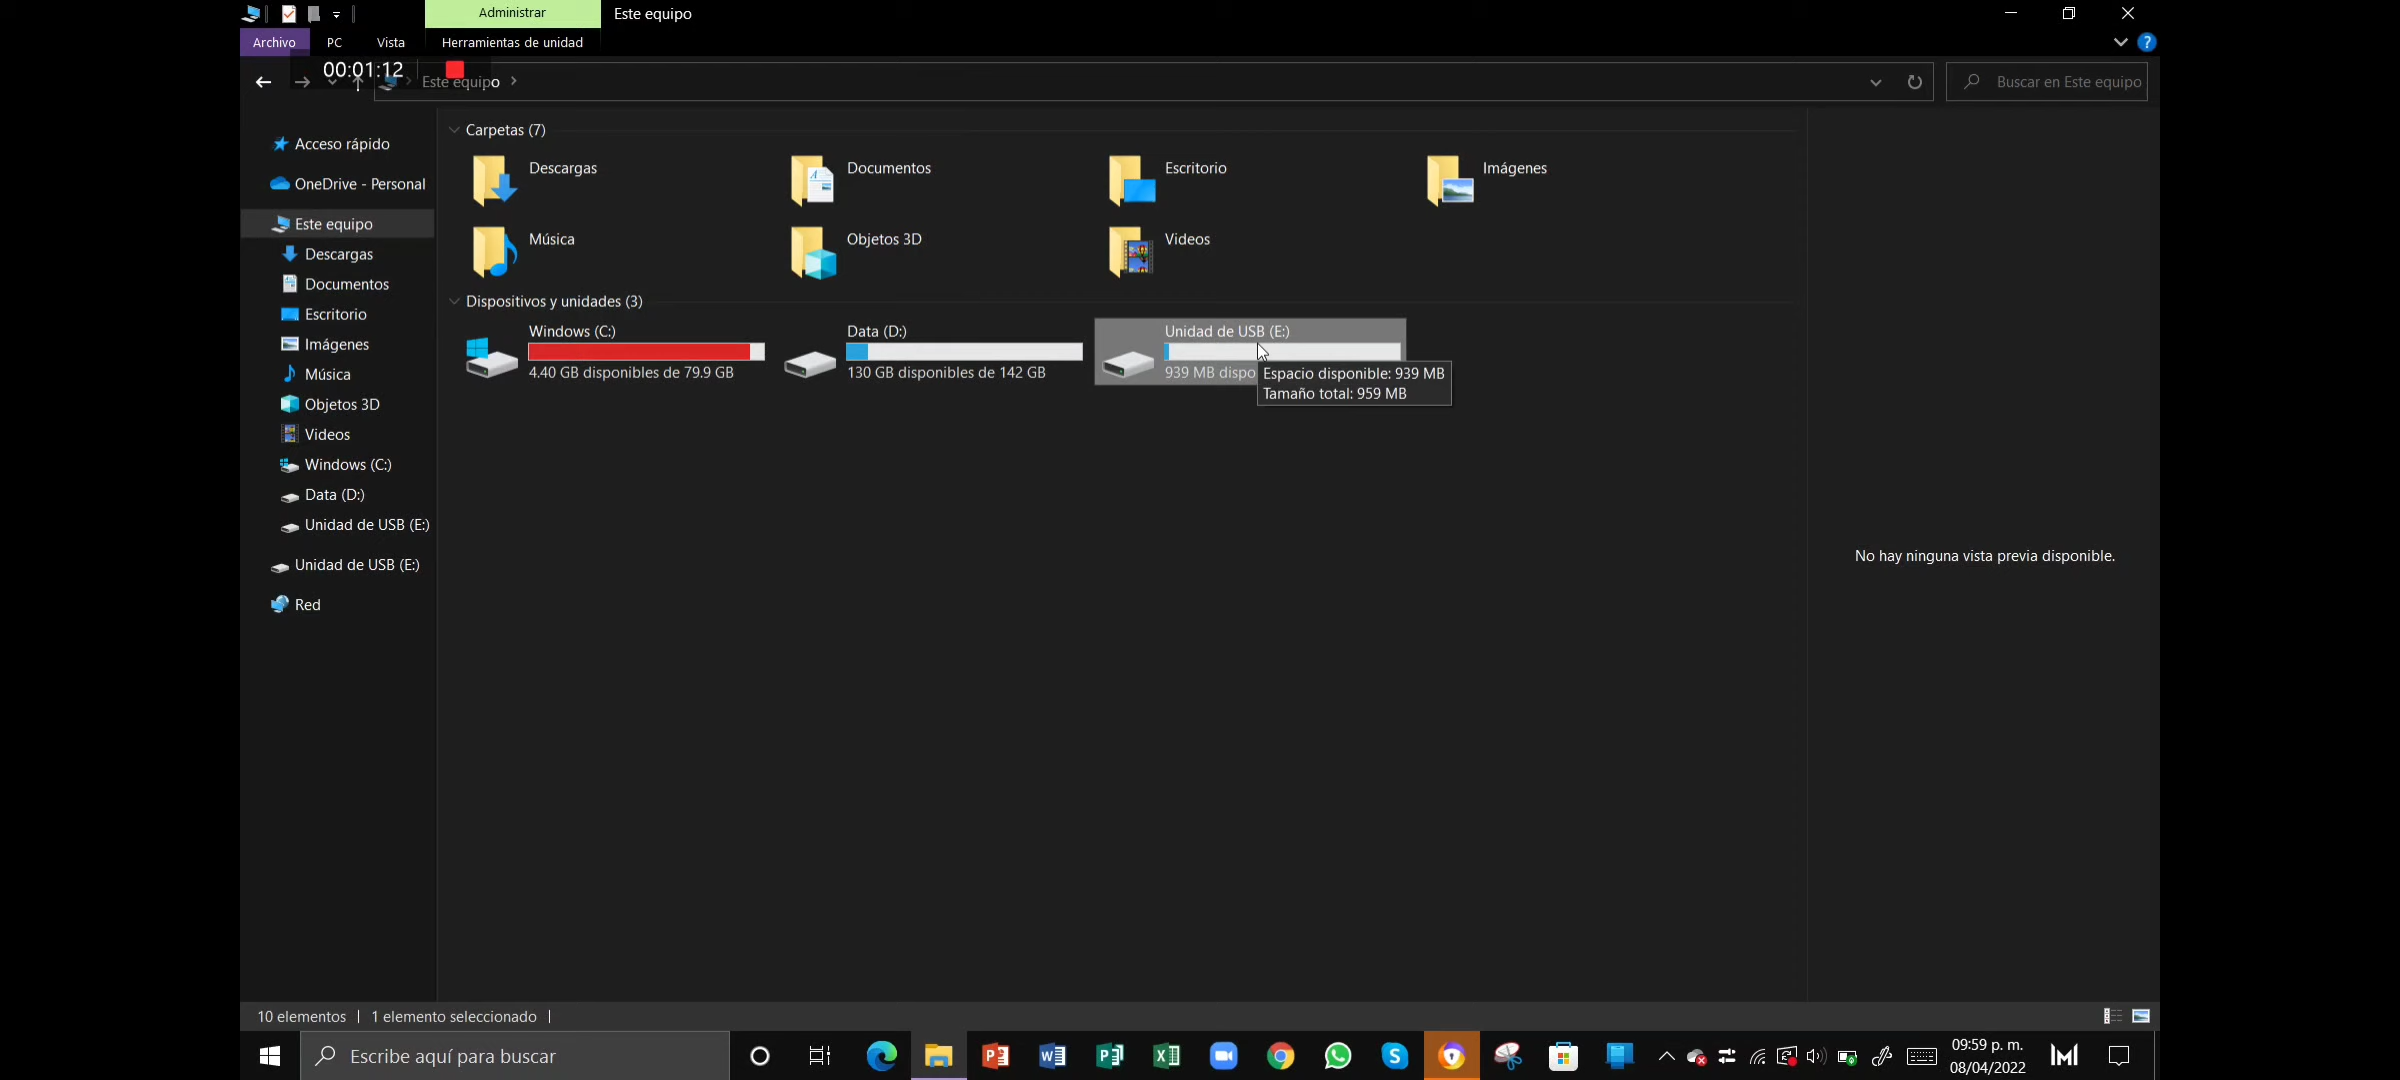 Administrar
Este equipo
Archivo
PC
Vista
Herramientas de unidad
00:01:12
Este equipo
Buscar en Este equipo
Acceso rápido
OneDrive - Personal
Este equipo
Descargas
Documentos
Escritorio
Imágenes
Música
Objetos 3D
Videos
Windows (C:)
Data (D:)
Unidad de USB (E:)
Unidad de USB (E:)
Red
Carpetas (7)
Descargas
Documentos
Escritorio
Imágenes
Música
Objetos 3D
Videos
Dispositivos y unidades (3)
Windows (C:)
4.40 GB disponibles de 79.9 GB
Data (D:)
130 GB disponibles de 142 GB
Unidad de USB (E:)
939 MB dispo
Espacio disponible: 939 MB
Tamaño total: 959 MB
No hay ninguna vista previa disponible.
10 elementos
1 elemento seleccionado
Escribe aquí para buscar
09:59 p. m.
08/04/2022